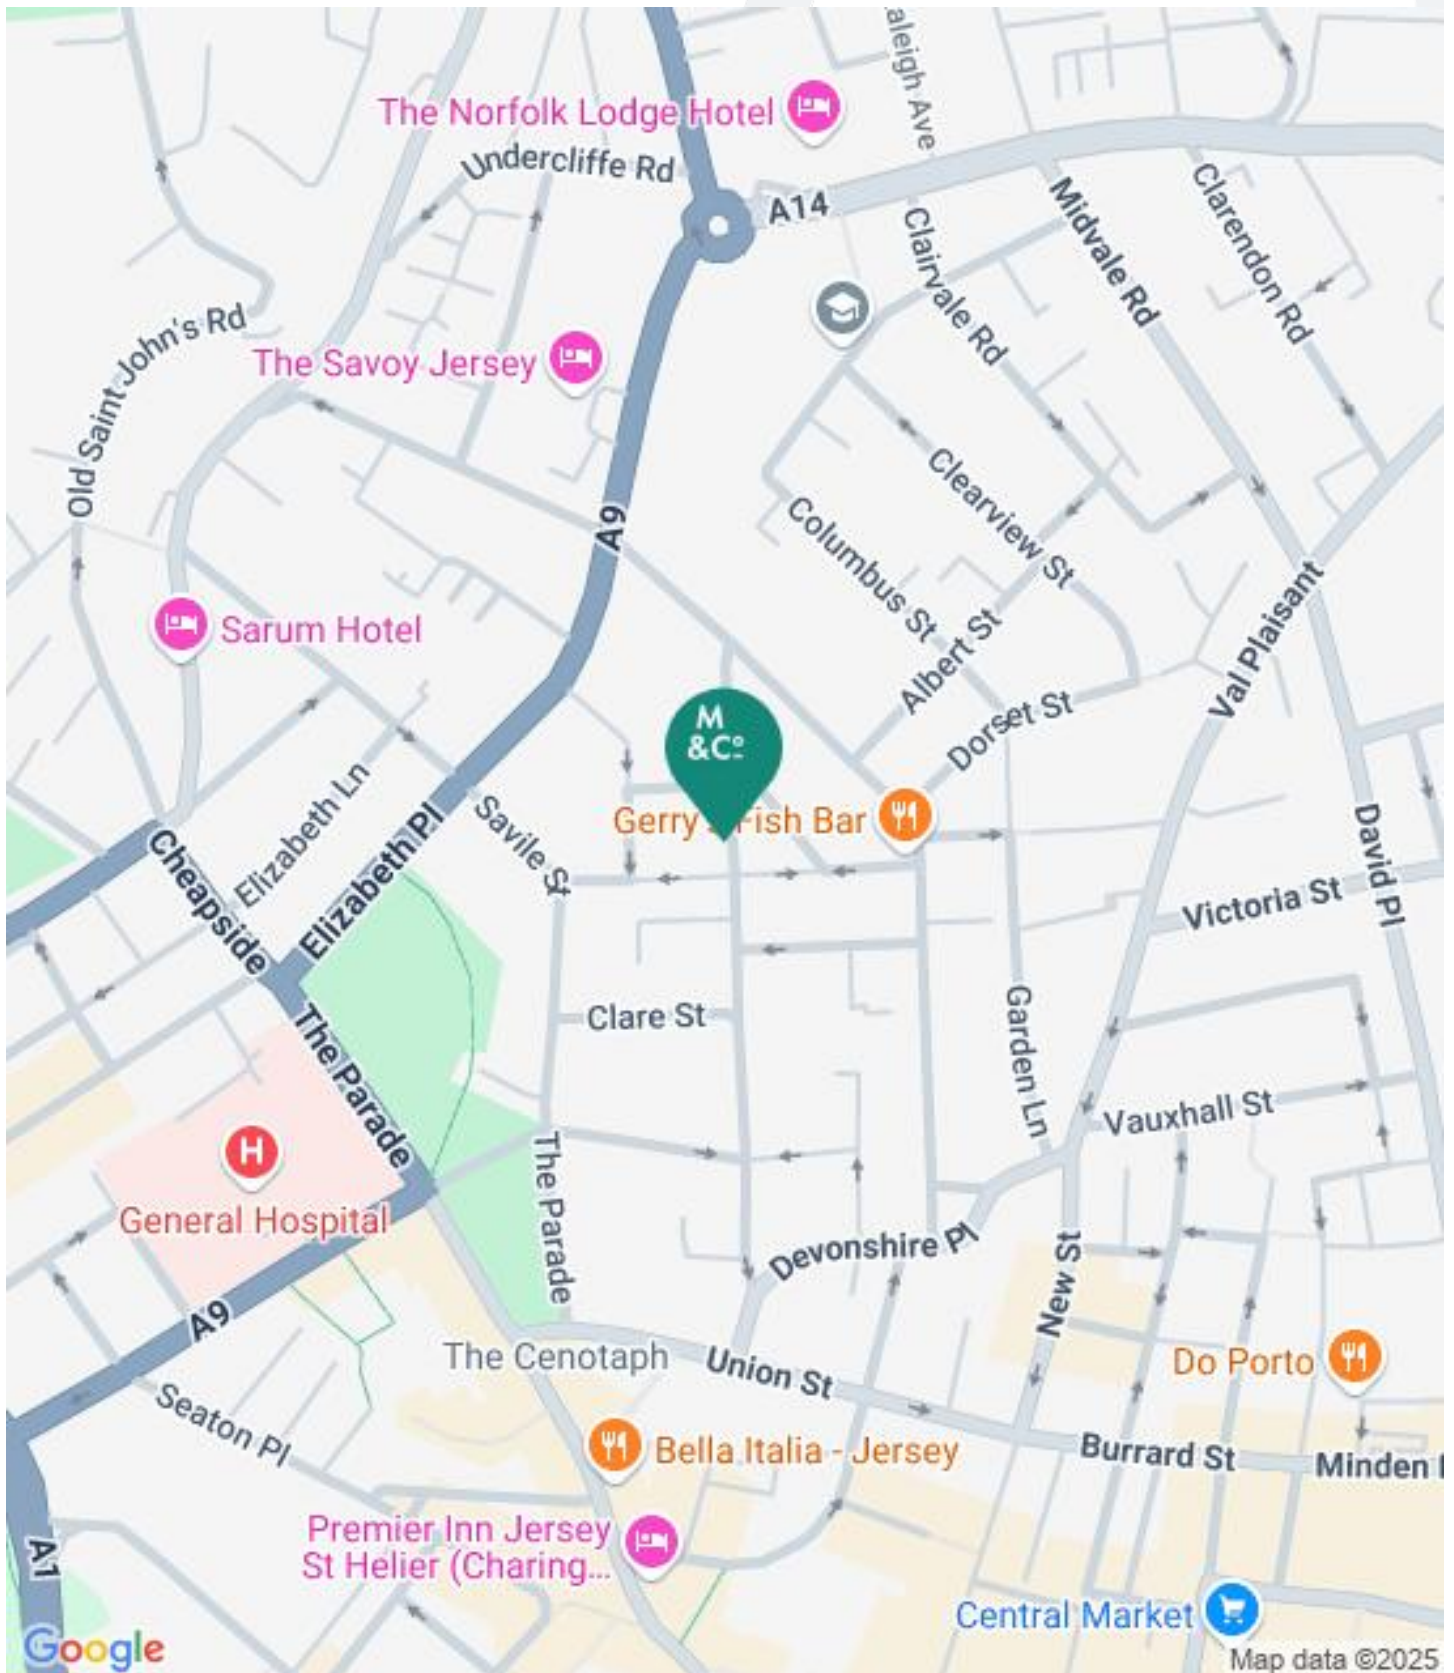 aleigh Ave
The Norfolk Lodge Hotel
Undercliffe Rd
A14
Midvale Rd
Clarendon Rd
Clairvale Rd
Old Saint John's Rd
The Savoy Jersey
A9
Clearview St
Columbus St
Albert St
Sarum Hotel
Val Plaisant
Dorset St
M
&Co
Elizabeth Ln
Savile St
Gerry's Fish Bar
David Pl
Cheapside
Elizabeth Pl
Victoria St
The Parade
Clare St
Garden Ln
Vauxhall St
H
General Hospital
The Parade
Devonshire Pl
New St
A9
The Cenotaph
Union St
Do Porto
Seaton Pl
Bella Italia - Jersey
Burrard St
Minden
Premier Inn Jersey
St Helier (Charing...
A1
Central Market
Google
Map data ©2025